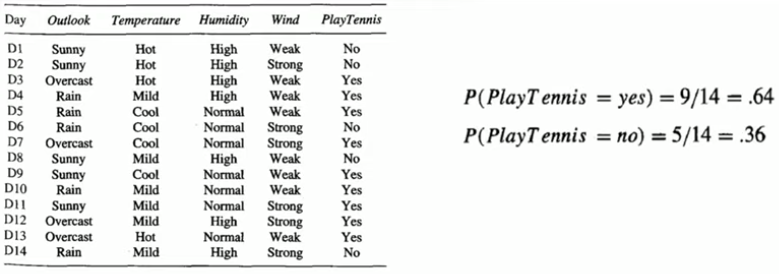 Day Outlook Temperature Humidity Wind PlayTennis
D1 Sunny Hot High Weak No
D2 Sunny Hot High Strong No
D3 Overcast Hot High Weak Yes
D4 Rain Mild High Weak Yes
D5 Rain Cool Normal Weak Yes
D6 Rain Cool Normal Strong No
D7 Overcast Cool Normal Strong Yes
D8 Sunny Mild High Weak No
D9 Sunny Cool Normal Weak Yes
D10 Rain Mild Normal Weak Yes
D11 Sunny Mild Normal Strong Yes
D12 Overcast Mild High Strong Yes
D13 Overcast Hot Normal Weak Yes
D14 Rain Mild High Strong No
P(PlayTennis = yes) = 9/14 = .64
P(PlayTennis = no) = 5/14 = .36